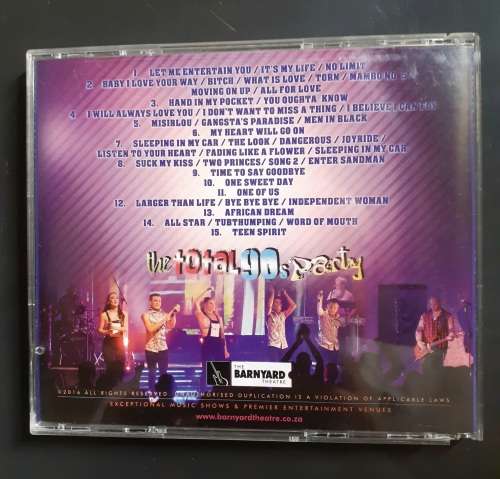 1. LET ME ENTERTAIN YOU / IT'S MY LIFE / NO LIMIT
2. BABY I LOVE YOUR WAY / BITCH / WHAT IS LOVE / TORN / MAMBO NO 5
MOVING ON UP / ALL FOR LOVE
3. HAND IN MY POCKET / YOU OUGHTA KNOW
4. I WILL ALWAYS LOVE YOU / I DON'T WANT TO MISS A THING / I BELIEVE I CAN FLY
5. MISIRLOU / GANGSTA'S PARADISE / MEN IN BLACK
6. MY HEART WILL GO ON
7. SLEEPING IN MY CAR / THE LOOK / DANGEROUS / JOYRIDE /
LISTEN TO YOUR HEART / FADING LIKE A FLOWER / SLEEPING IN MY CAR
8. SUCK MY KISS / TWO PRINCES / SONG 2 / ENTER SANDMAN
9. TIME TO SAY GOODBYE
10. ONE SWEET DAY
11. ONE OF US
12. LARGER THAN LIFE / BYE BYE BYE / INDEPENDENT WOMAN
13. AFRICAN DREAM
14. ALL STAR / TUBTHUMPING / WORD OF MOUTH
15. TEEN SPIRIT
the total 90s party
THE
BARNYARD
THEATRE
©2016 ALL RIGHTS RESERVED. UNAUTHORISED DUPLICATION IS A VIOLATION OF APPLICABLE LAWS
EXCEPTIONAL MUSIC SHOWS & PREMIER ENTERTAINMENT VENUES
www.barnyardtheatre.co.za